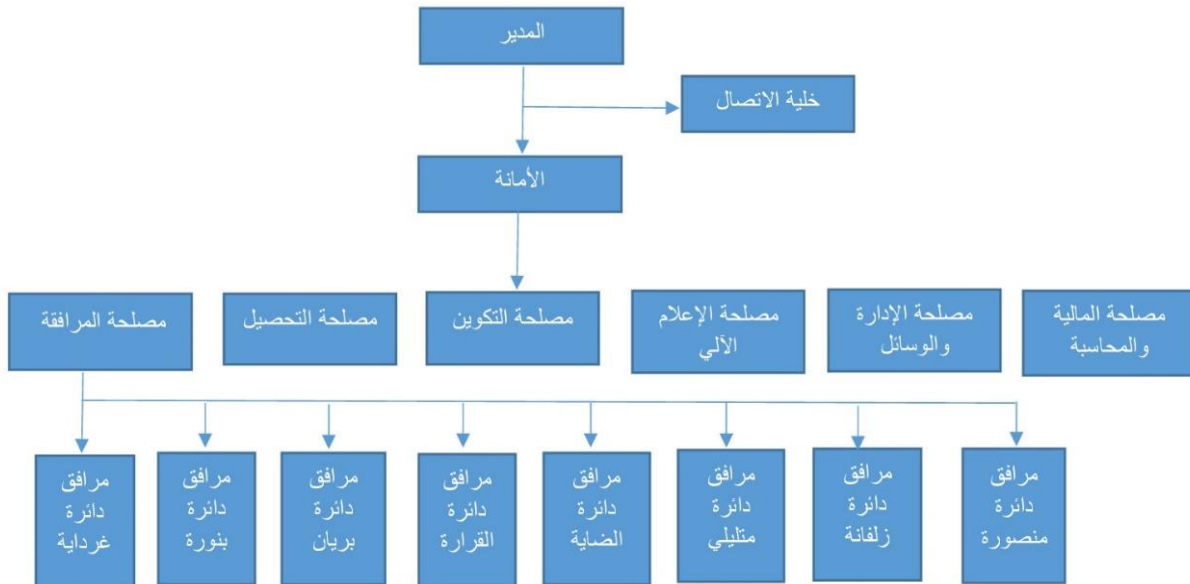 المدير
خلية الاتصال
الأمانة
مصلحة المالية
والمحاسبة
مصلحة الإدارة
والوسائل
مصلحة الإعلام
الآلي
مصلحة التكوين
مصلحة التحصيل
مصلحة المرافقة
مرافق
دائرة
منصورة
مرافق
دائرة
زلفانة
مرافق
دائرة
متليلي
مرافق
دائرة
الضاية
مرافق
دائرة
القرارة
مرافق
دائرة
بريان
مرافق
دائرة
بنورة
مرافق
دائرة
غرداية